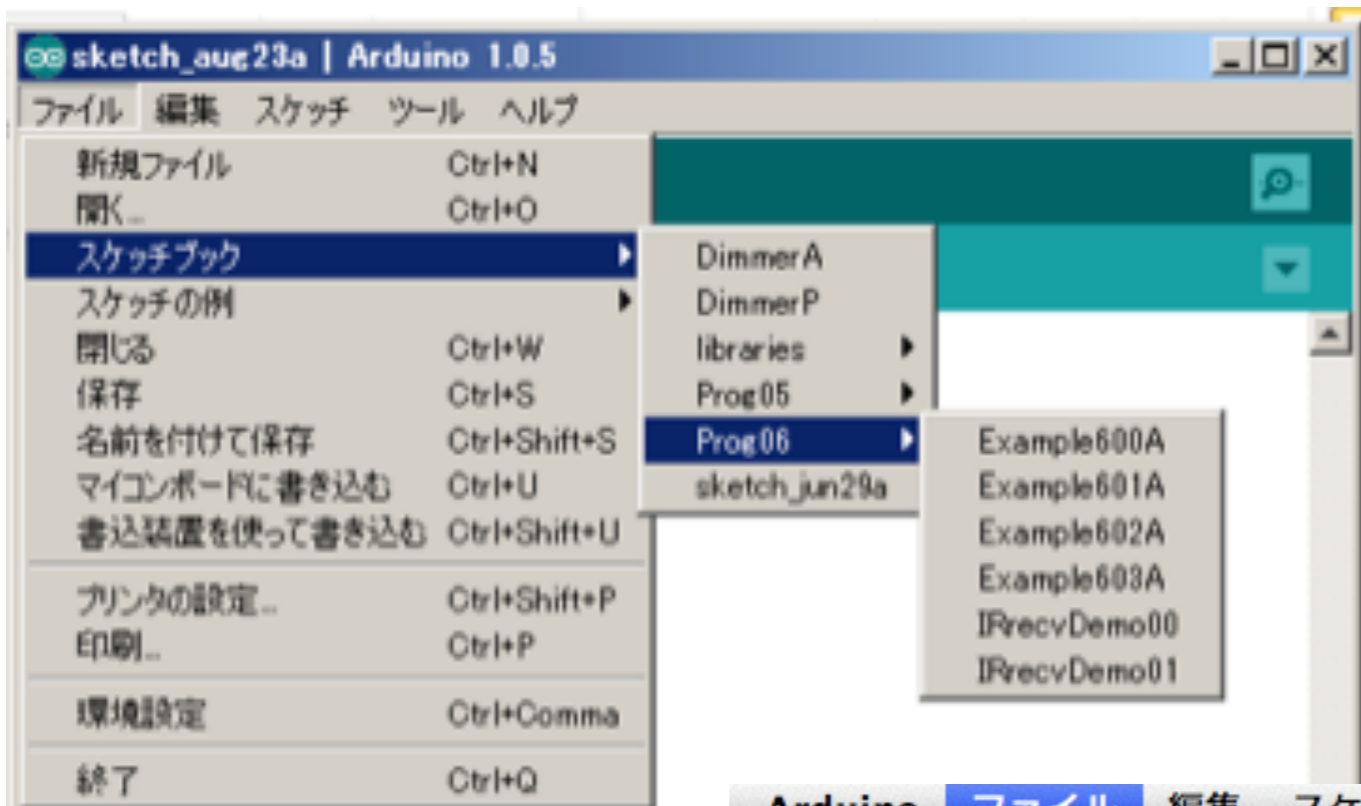 sketch_aug23a | Arduino 1.0.5
ファイル 編集 スケッチ ツール ヘルプ
新規ファイル Ctrl+N
開く... Ctrl+O
スケッチブック
スケッチの例
閉じる Ctrl+W
保存 Ctrl+S
名前を付けて保存 Ctrl+Shift+S
マイコンボードに書き込む Ctrl+U
書込装置を使って書き込む Ctrl+Shift+U
プリンタの設定... Ctrl+Shift+P
印刷... Ctrl+P
環境設定 Ctrl+Comma
終了 Ctrl+Q
DimmerA
DimmerP
libraries
Prog05
Prog06
sketch_jun29a
Example600A
Example601A
Example602A
Example603A
IRrecvDemo00
IRrecvDemo01
Arduino ファイル 編集 スケ